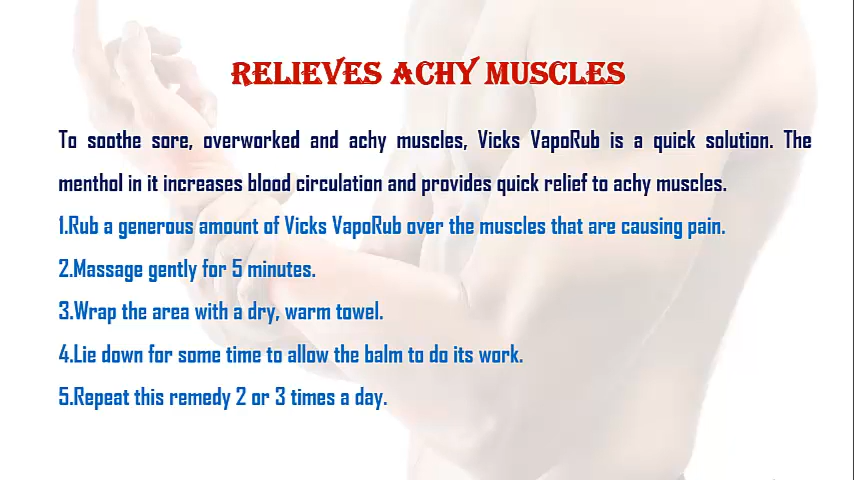 RELIEVES ACHY MUSCLES
To soothe sore, overworked and achy muscles, Vicks VapoRub is a quick solution. The
menthol in it increases blood circulation and provides quick relief to achy muscles.
1.Rub a generous amount of Vicks VapoRub over the muscles that are causing pain.
2.Massage gently for 5 minutes.
3.Wrap the area with a dry, warm towel.
4.Lie down for some time to allow the balm to do its work.
5.Repeat this remedy 2 or 3 times a day.